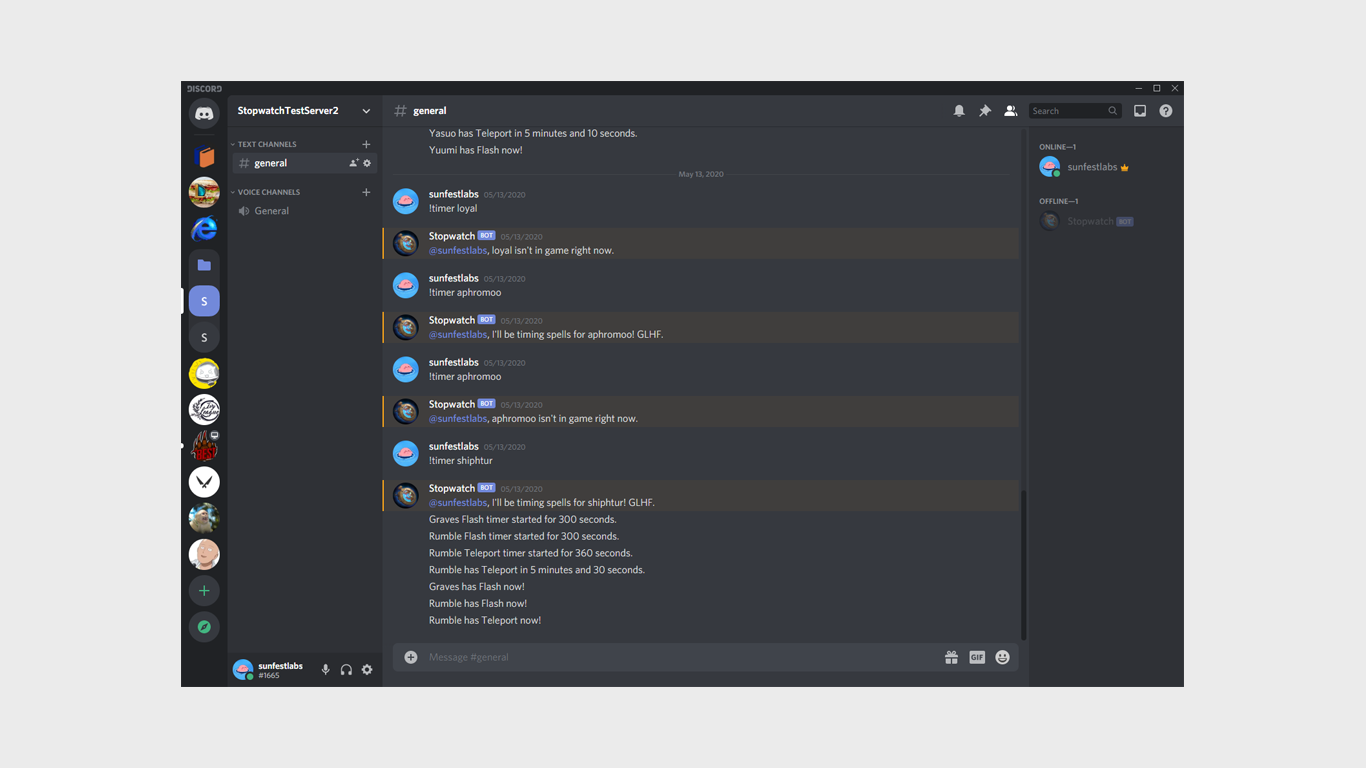 DISCORD
StopwatchTestServer2
general
Search
TEXT CHANNELS
general
VOICE CHANNELS
General
Yasuo has Teleport in 5 minutes and 10 seconds.
Yuumi has Flash now!
May 13, 2020
sunfestlabs 05/13/2020
!timer loyal
Stopwatch BOT 05/13/2020
@sunfestlabs, loyal isn't in game right now.
sunfestlabs 05/13/2020
!timer aphromoo
Stopwatch BOT 05/13/2020
@sunfestlabs, I'll be timing spells for aphromoo! GLHF.
sunfestlabs 05/13/2020
!timer aphromoo
Stopwatch BOT 05/13/2020
@sunfestlabs, aphromoo isn't in game right now.
sunfestlabs 05/13/2020
!timer shiphtur
Stopwatch BOT 05/13/2020
@sunfestlabs, I'll be timing spells for shiphtur! GLHF.
Graves Flash timer started for 300 seconds.
Rumble Flash timer started for 300 seconds.
Rumble Teleport timer started for 360 seconds.
Rumble has Teleport in 5 minutes and 30 seconds.
Graves has Flash now!
Rumble has Flash now!
Rumble has Teleport now!
Message #general
GIF
ONLINE—1
sunfestlabs
OFFLINE—1
Stopwatch BOT
S
S
BEST
sunfestlabs
#1665